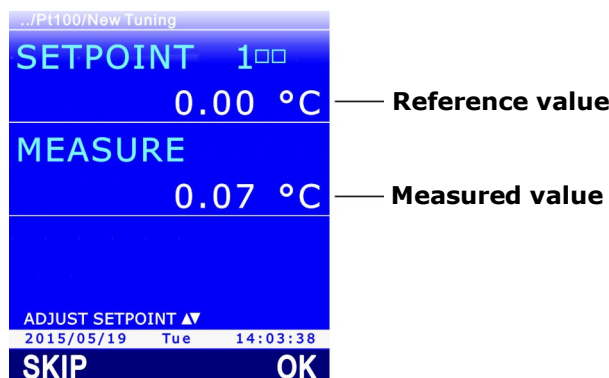 ../Pt100/New Tuning
SETPOINT 1□□
0.00 °C
Reference value
MEASURE
0.07 °C
Measured value
ADJUST SETPOINT ▲▼
2015/05/19 Tue 14:03:38
SKIP OK